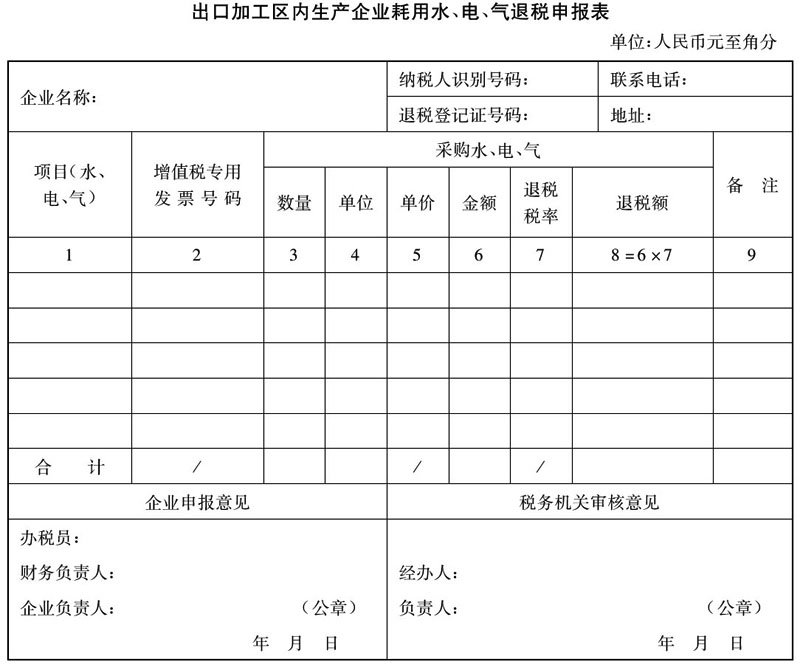 出口加工区内生产企业耗用水、电、气退税申报表
单位:人民币元至角分
企业名称: 纳税人识别号码: 联系电话:
退税登记证号码: 地址:
项目(水、电、气) 增值税专用发票号码 采购水、电、气 备 注
数量 单位 单价 金额 退税税率 退税额
1 2 3 4 5 6 7 8=6×7 9
合 计 / / /
企业申报意见 税务机关审核意见
办税员:
财务负责人: 经办人:
企业负责人: (公章) 负责人: (公章)
年 月 日 年 月 日